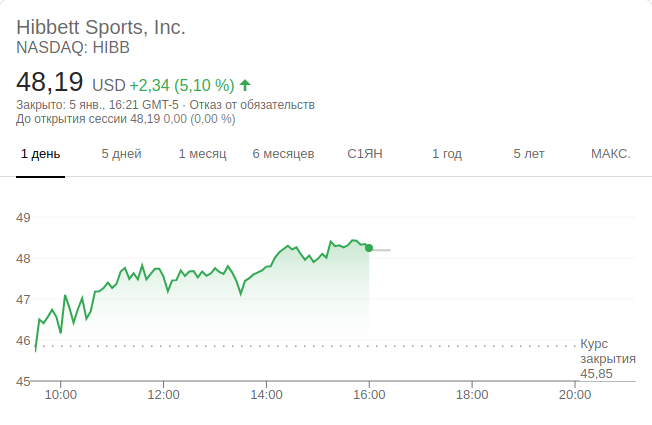 Hibbett Sports, Inc.
NASDAQ: HIBB
48,19 USD +2,34 (5,10 %)
Закрыто: 5 янв., 16:21 GMT-5 · Отказ от обязательств
До открытия сессии 48,19 0,00 (0,00 %)
1 день 5 дней 1 месяц 6 месяцев С1ЯН 1 год 5 лет МАКС.
49
48
47
46
Курс
закрытия
45,85
45
10:00 12:00 14:00 16:00 18:00 20:00